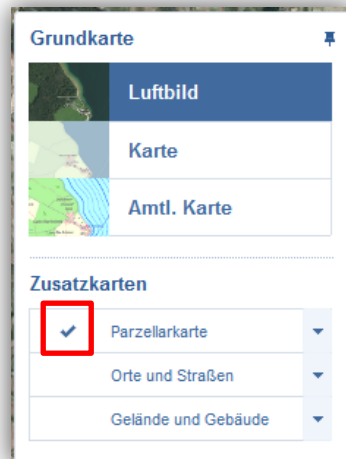 Grundkarte
Luftbild
Karte
Amtl. Karte
Zusatzkarten
Parzellarkarte
Orte und Straßen
Gelände und Gebäude